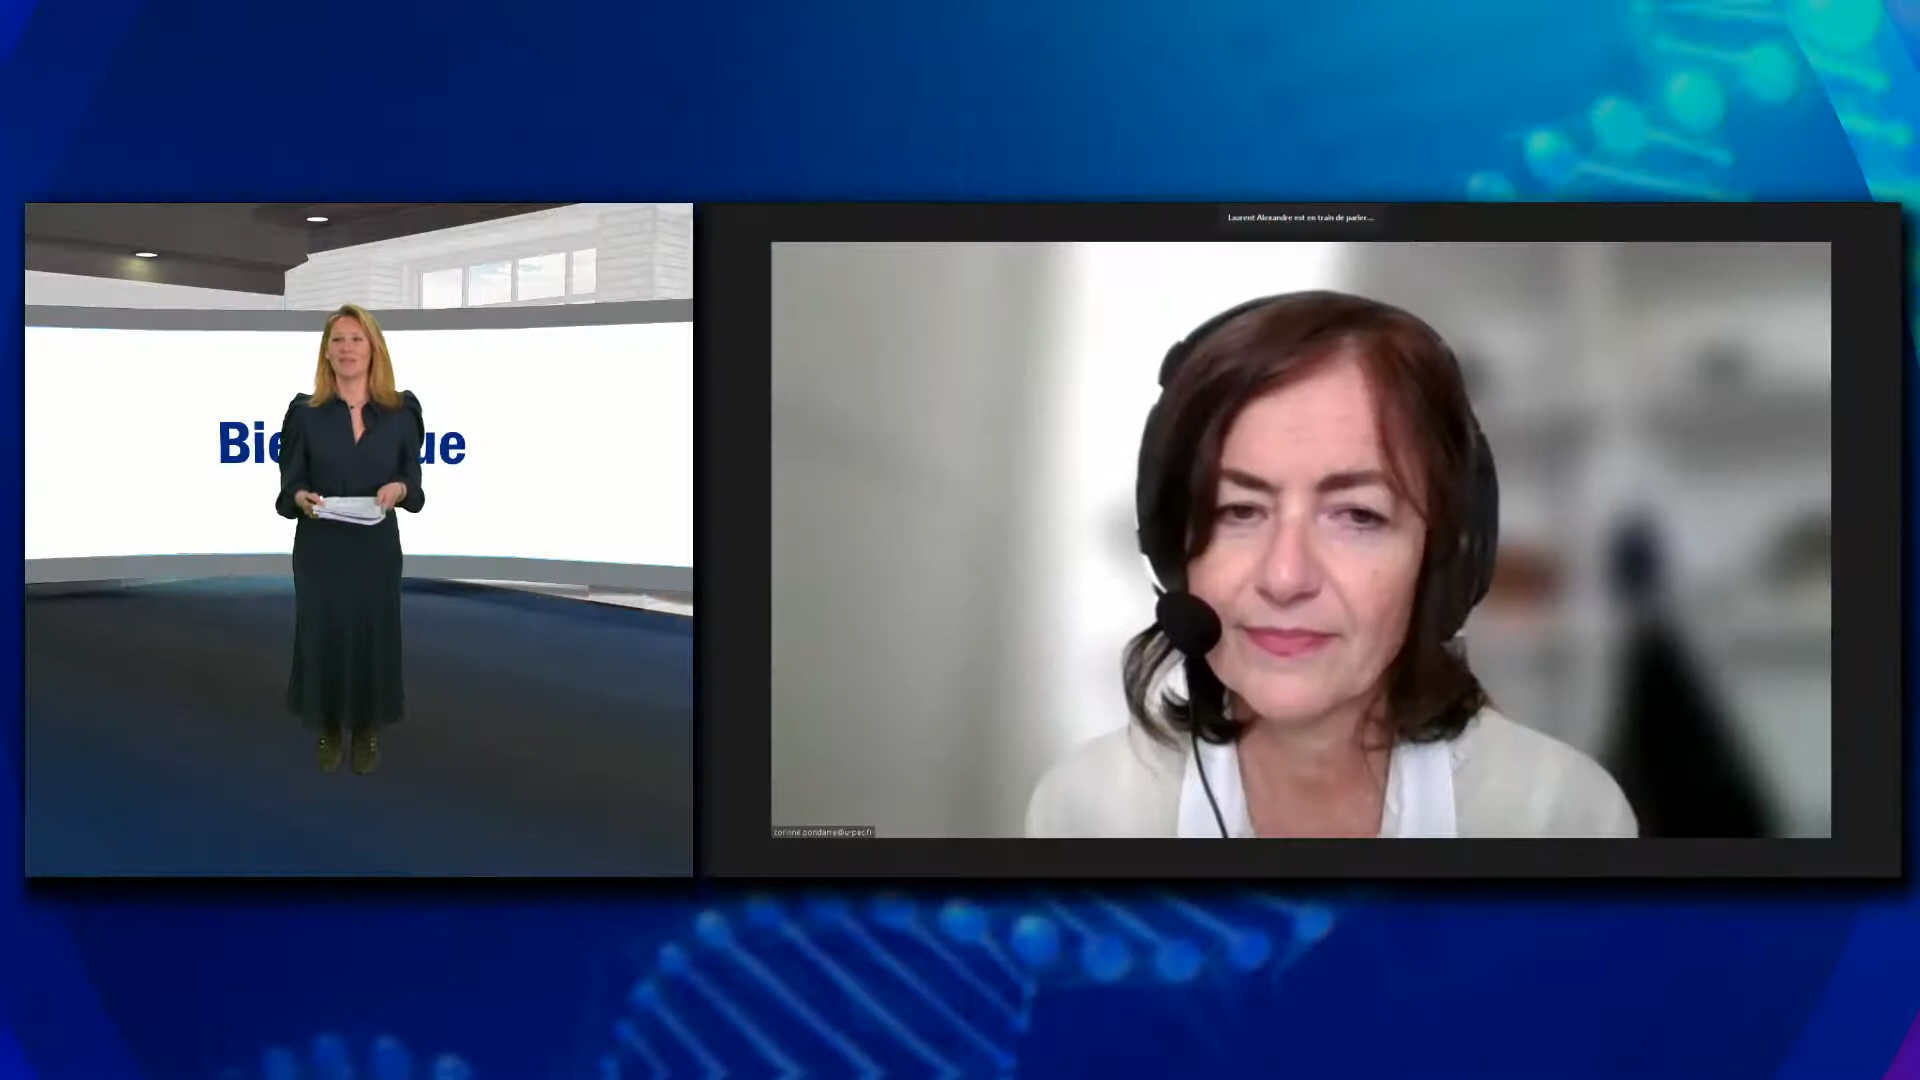 Laurent Alexandre est en train de parler...
Bie ue
corinne.pondarre@u-pec.fr